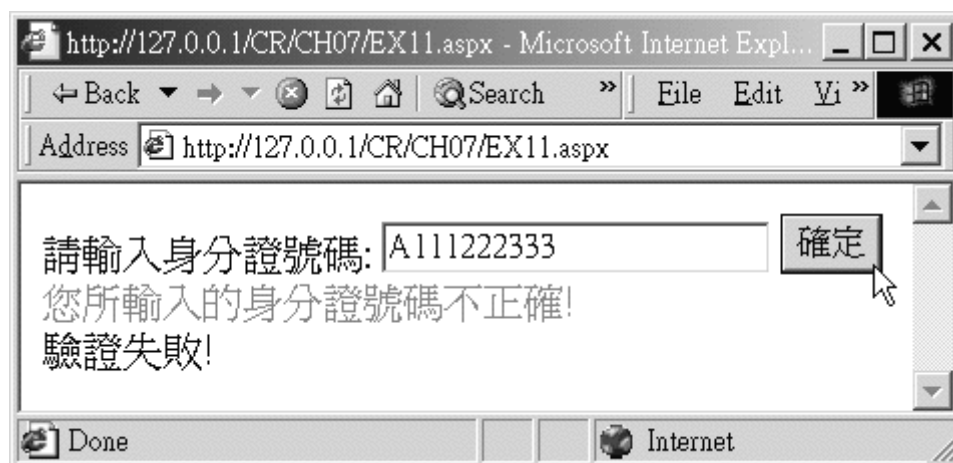 http://127.0.0.1/CR/CH07/EX11.aspx - Microsoft Internet Expl...
Back Search » File Edit Vi »
Address http://127.0.0.1/CR/CH07/EX11.aspx
請輸入身分證號碼: A111222333 確定
您所輸入的身分證號碼不正確!
驗證失敗!
Done Internet